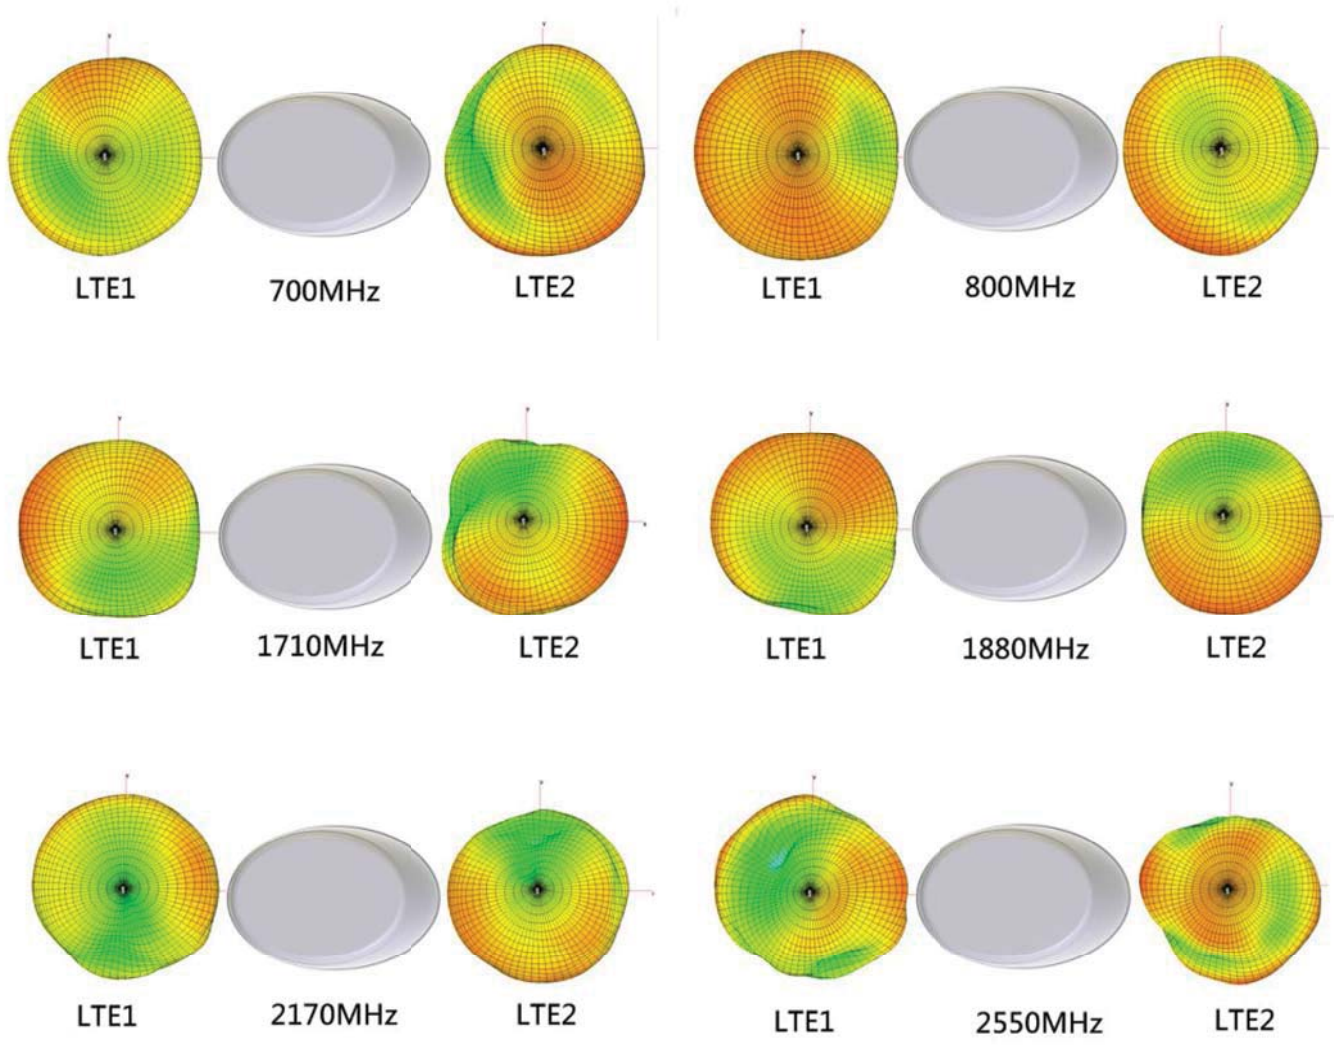 LTE1 700MHz LTE2
LTE1 800MHz LTE2
LTE1 1710MHz LTE2
LTE1 1880MHz LTE2
LTE1 2170MHz LTE2
LTE1 2550MHz LTE2